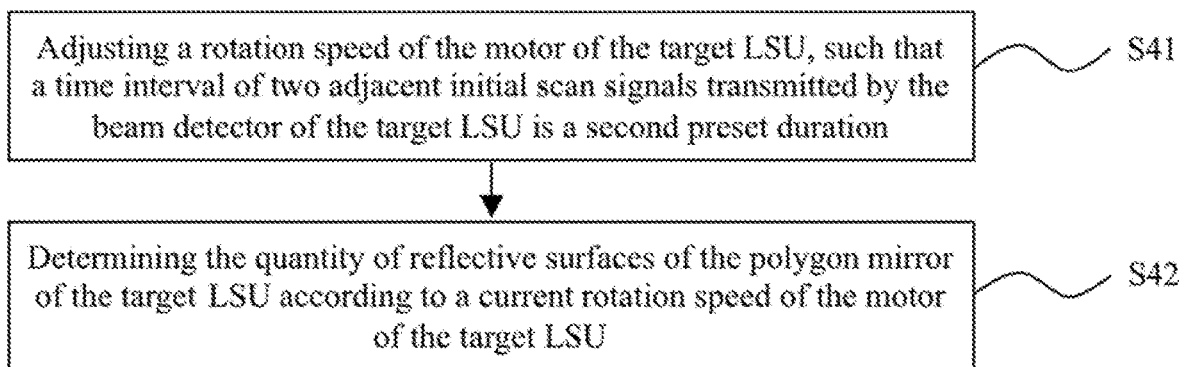 Adjusting a rotation speed of the motor of the target LSU, such that
a time interval of two adjacent initial scan signals transmitted by the
beam detector of the target LSU is a second preset duration
S41
Determining the quantity of reflective surfaces of the polygon mirror
of the target LSU according to a current rotation speed of the motor
of the target LSU
S42